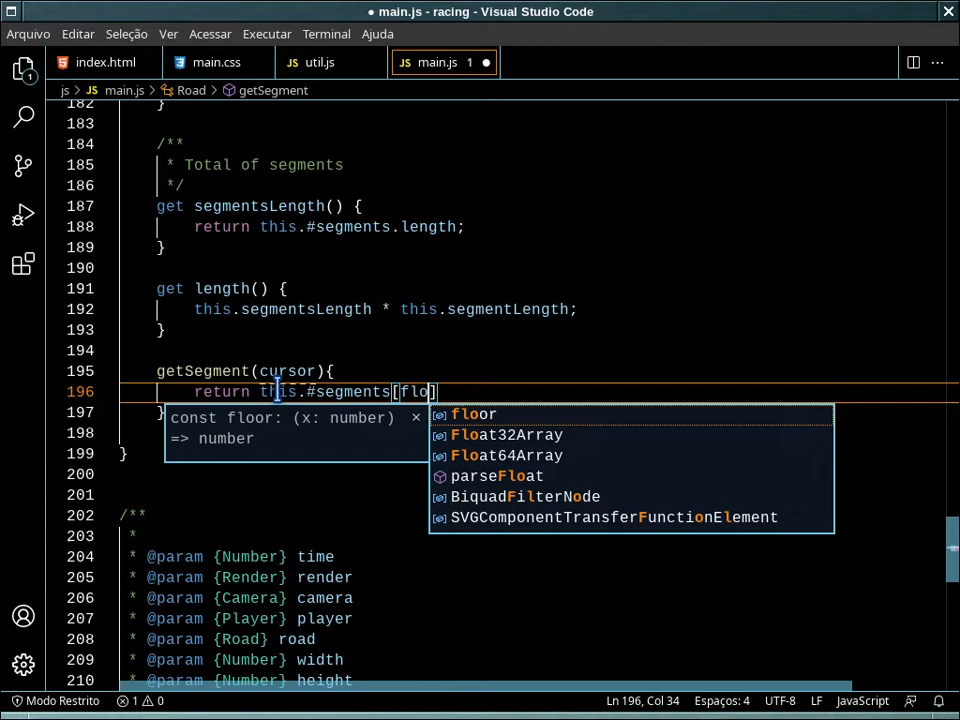 ● main.js - racing - Visual Studio Code
Arquivo Editar Seleção Ver Acessar Executar Terminal Ajuda
index.html main.css JS util.js JS main.js 1 ●
js > JS main.js > Road > getSegment
182 }
183
184 /**
185 * Total of segments
186 */
187 get segmentsLength() {
188 return this.#segments.length;
189 }
190
191 get length() {
192 this.segmentsLength * this.segmentLength;
193 }
194
195 getSegment(cursor){
196 return this.#segments[flo]
197 }
198
199 }
200
201
202 /**
203 *
204 * @param {Number} time
205 * @param {Render} render
206 * @param {Camera} camera
207 * @param {Player} player
208 * @param {Road} road
209 * @param {Number} width
210 * @param {Number} height
const floor: (x: number)
=> number
floor
Float32Array
Float64Array
parseFloat
BiquadFilterNode
SVGComponentTransferFunctionElement
1
Modo Restrito 1 0 Ln 196, Col 34 Espaços: 4 UTF-8 LF JavaScript